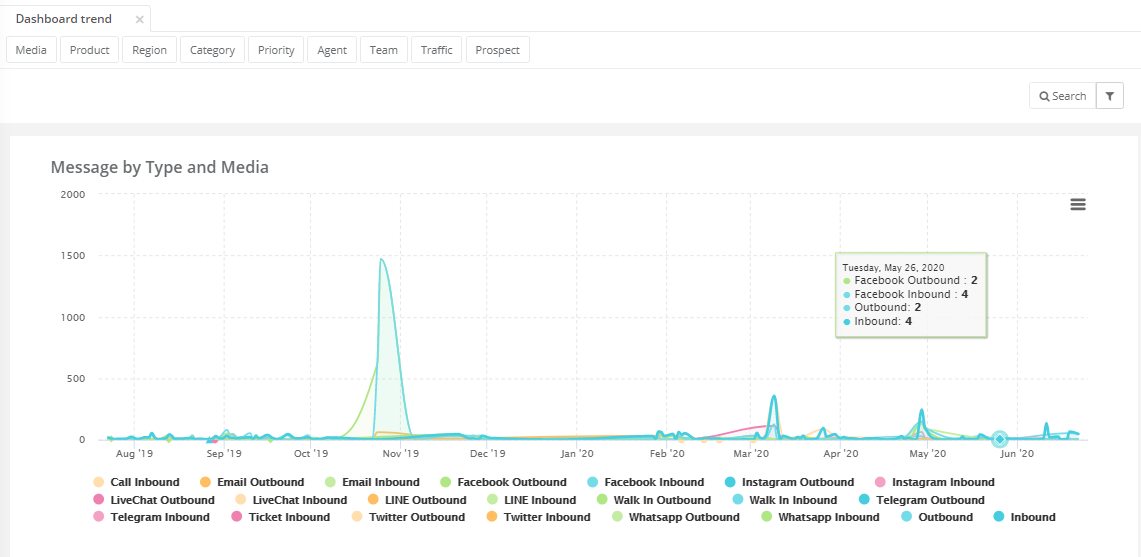 Dashboard trend ×
Media Product Region Category Priority Agent Team Traffic Prospect
Search
Message by Type and Media
2000
1500
1000
500
0
Tuesday, May 26, 2020
Facebook Outbound : 2
Facebook Inbound : 4
Outbound: 2
Inbound: 4
Aug '19 Sep '19 Oct '19 Nov '19 Dec '19 Jan '20 Feb '20 Mar '20 Apr '20 May '20 Jun '20
Call Inbound Email Outbound Email Inbound Facebook Outbound Facebook Inbound Instagram Outbound Instagram Inbound
LiveChat Outbound LiveChat Inbound LINE Outbound LINE Inbound Walk In Outbound Walk In Inbound Telegram Outbound
Telegram Inbound Ticket Inbound Twitter Outbound Twitter Inbound Whatsapp Outbound Whatsapp Inbound Outbound Inbound